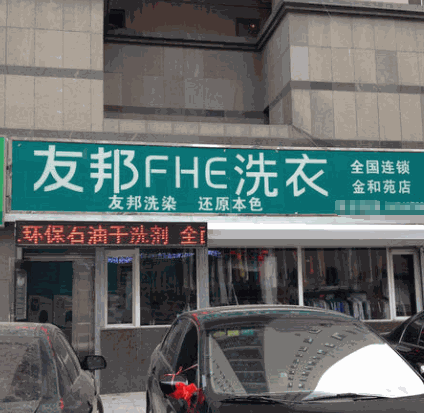 友邦FHE洗衣
全国连锁
金和苑店
友邦洗染 还原本色
环保石油干洗剂 全